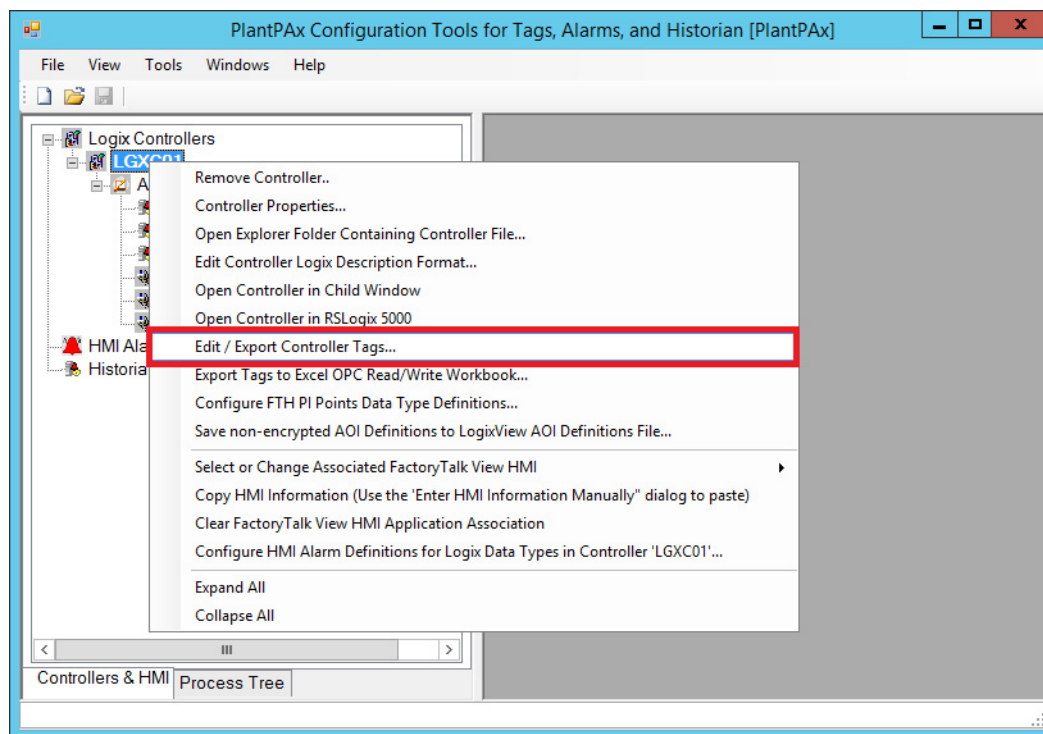 PlantPAx Configuration Tools for Tags, Alarms, and Historian [PlantPAx]
File View Tools Windows Help
Logix Controllers
LGXC01
Remove Controller..
Controller Properties...
Open Explorer Folder Containing Controller File...
Edit Controller Logix Description Format...
Open Controller in Child Window
Open Controller in RSLogix 5000
HMI Ala
Edit / Export Controller Tags...
Historia
Export Tags to Excel OPC Read/Write Workbook...
Configure FTH PI Points Data Type Definitions...
Save non-encrypted AOI Definitions to LogixView AOI Definitions File...
Select or Change Associated FactoryTalk View HMI
Copy HMI Information (Use the 'Enter HMI Information Manually" dialog to paste)
Clear FactoryTalk View HMI Application Association
Configure HMI Alarm Definitions for Logix Data Types in Controller 'LGXC01'...
Expand All
Collapse All
Controllers & HMI Process Tree